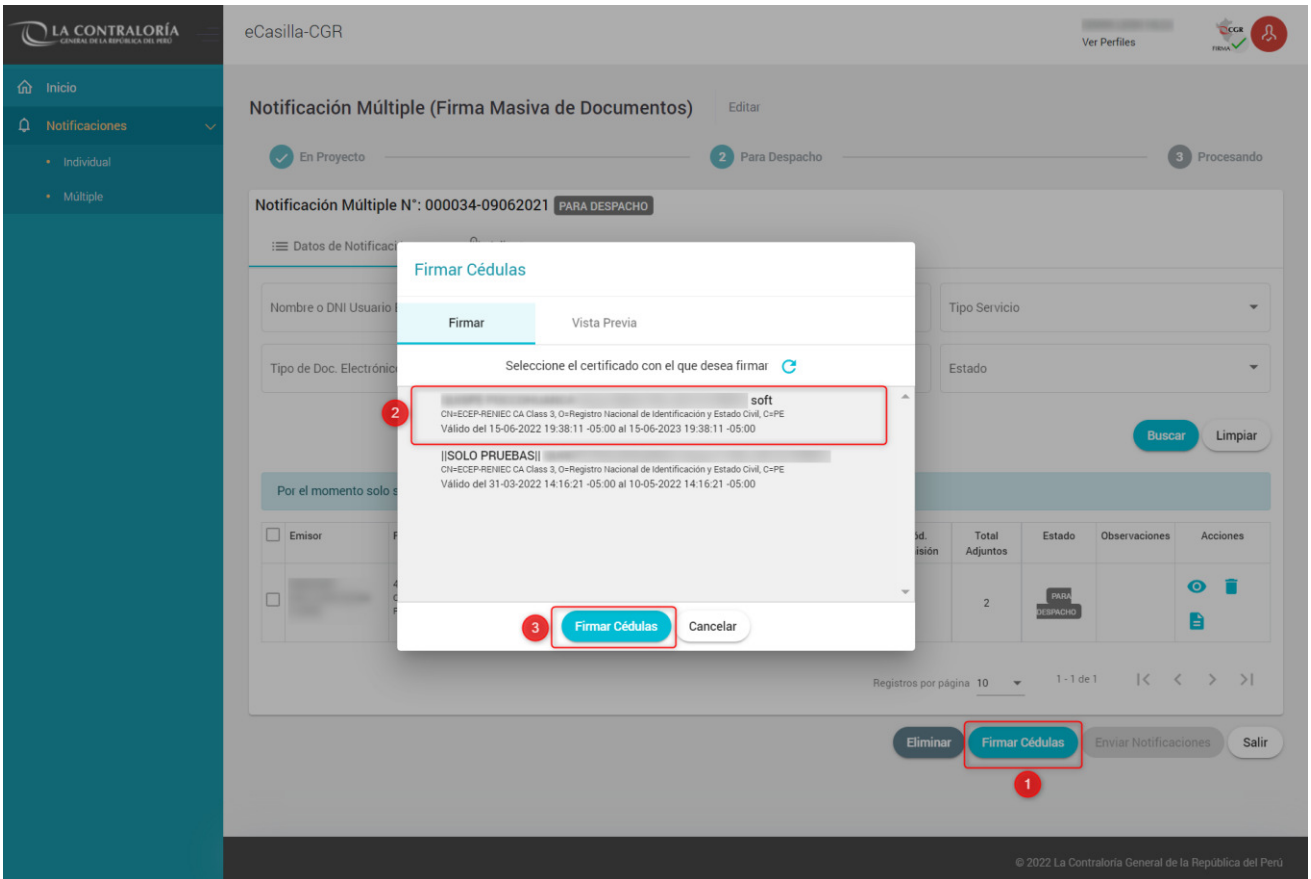 LA CONTRALORÍA
GENERAL DE LA REPÚBLICA DEL PERÚ
eCasilla-CGR
Ver Perfiles
CGR
FIRMA
Inicio
Notificaciones
Individual
Múltiple
Notificación Múltiple (Firma Masiva de Documentos)
Editar
En Proyecto
2 Para Despacho
3 Procesando
Notificación Múltiple N°: 000034-09062021 PARA DESPACHO
Datos de Notificaci
Firmar Cédulas
Nombre o DNI Usuario
Tipo Servicio
Firmar
Vista Previa
Tipo de Doc. Electrónic
Estado
Seleccione el certificado con el que desea firmar
2
soft
CN=ECEP-RENIEC CA Class 3, O=Registro Nacional de Identificación y Estado Civil, C=PE
Válido del 15-06-2022 19:38:11 -05:00 al 15-06-2023 19:38:11 -05:00
Buscar
Limpiar
||SOLO PRUEBAS||
CN=ECEP-RENIEC CA Class 3, O=Registro Nacional de Identificación y Estado Civil, C=PE
Válido del 31-03-2022 14:16:21 -05:00 al 10-05-2022 14:16:21 -05:00
Por el momento solo s
Emisor
ód.
isión
Total
Adjuntos
Estado
Observaciones
Acciones
2
PARA
DESPACHO
3
Firmar Cédulas
Cancelar
Registros por página 10
1 - 1 de 1
Eliminar
Firmar Cédulas
Enviar Notificaciones
Salir
1
© 2022 La Contraloría General de la República del Perú